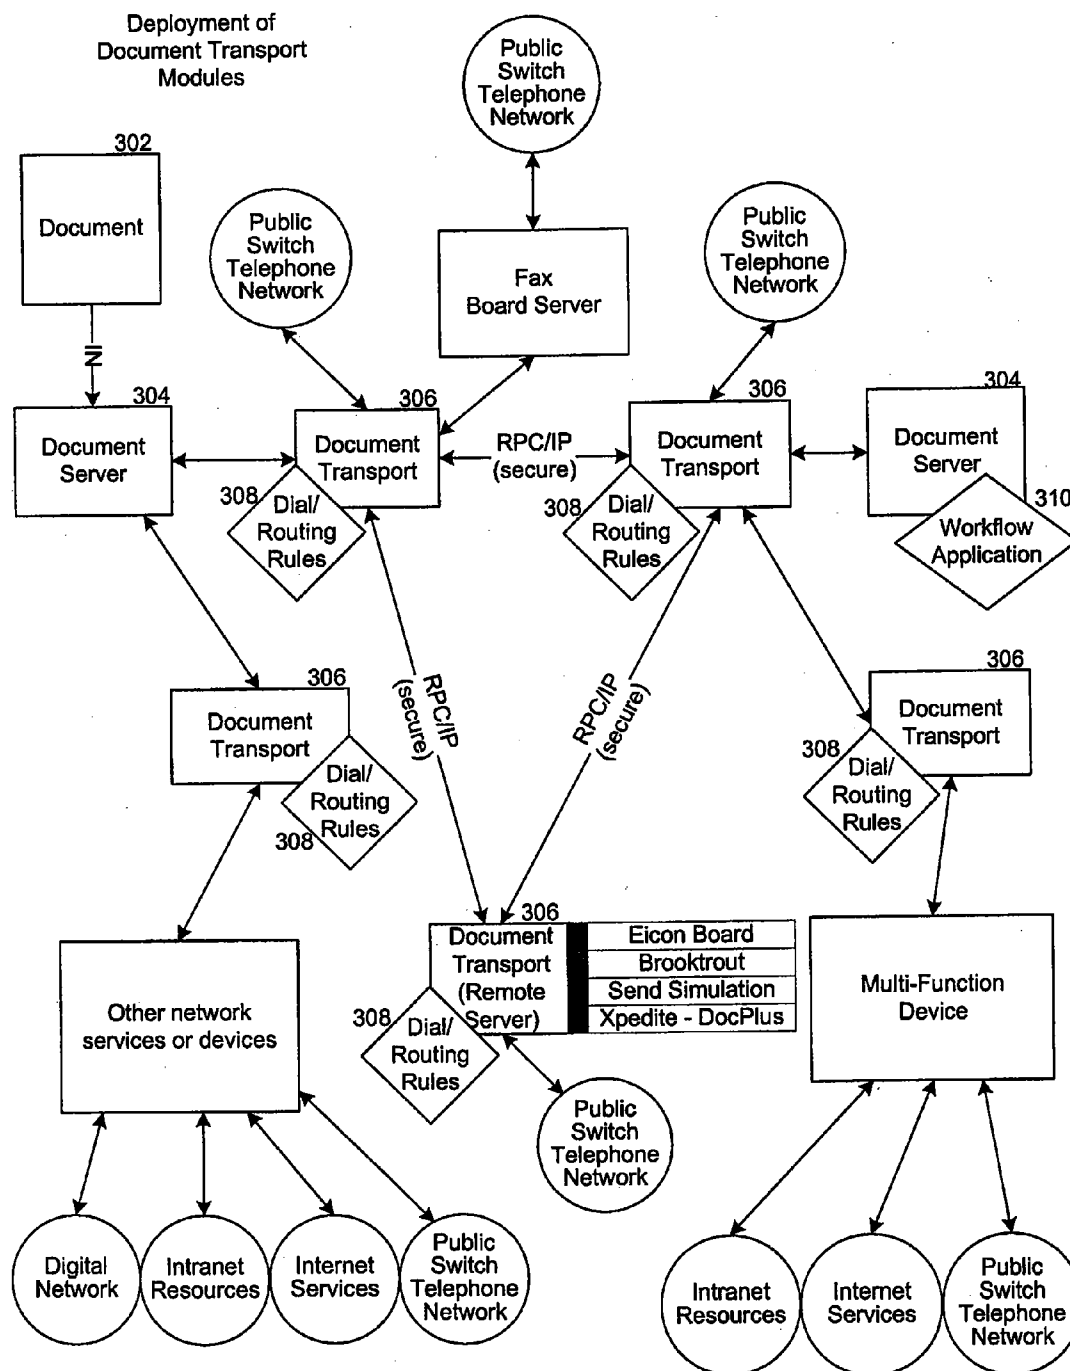 Deployment of
Document Transport
Modules
Public
Switch
Telephone
Network
302
Document
IN
Public
Switch
Telephone
Network
Fax
Board Server
Public
Switch
Telephone
Network
304
Document
Server
306
Document
Transport
308
Dial/
Routing
Rules
RPC/IP
(secure)
306
Document
Transport
308
Dial/
Routing
Rules
304
Document
Server
310
Workflow
Application
RPC/IP
(secure)
RPC/IP
(secure)
306
Document
Transport
Dial/
Routing
Rules
308
306
Document
Transport
308
Dial/
Routing
Rules
306
Document
Transport
(Remote
Server)
308
Dial/
Routing
Rules
Eicon Board
Brooktrout
Send Simulation
Xpedite - DocPlus
Public
Switch
Telephone
Network
Other network
services or devices
Multi-Function
Device
Digital
Network
Intranet
Resources
Internet
Services
Public
Switch
Telephone
Network
Intranet
Resources
Internet
Services
Public
Switch
Telephone
Network